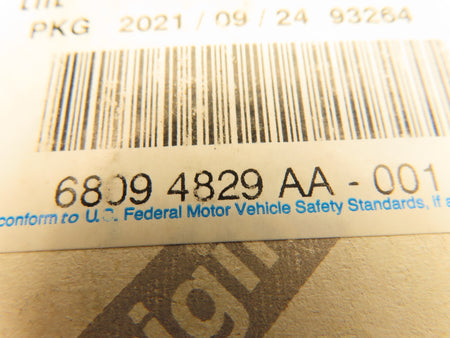 PKG 2021/09/24 93264
6809 4829 AA - 001
conform to U.S. Federal Motor Vehicle Safety Standards, if